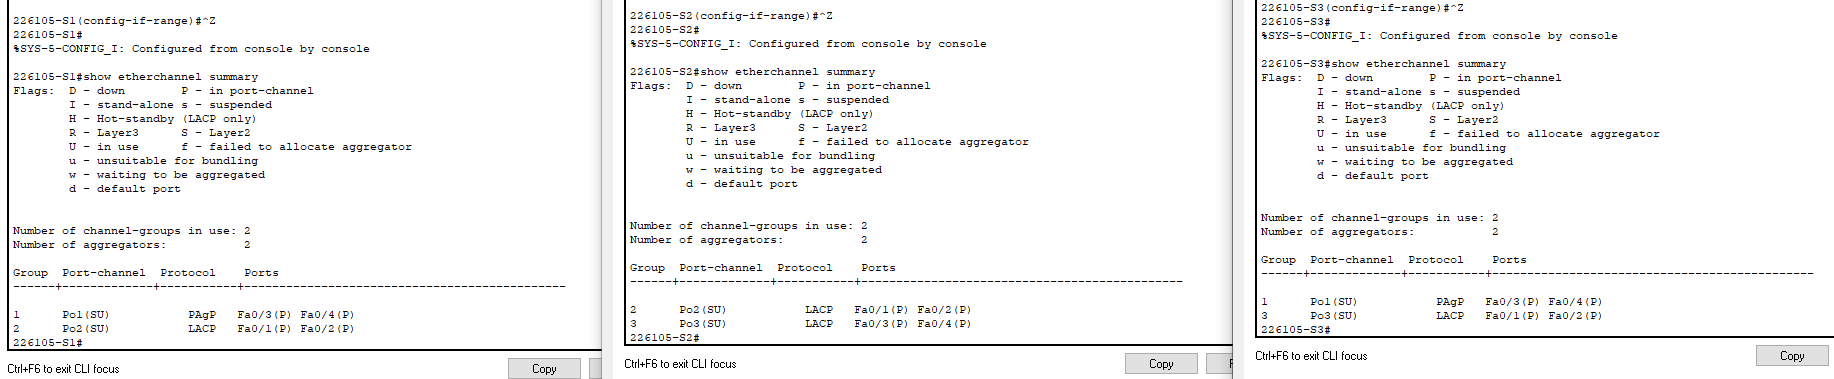 226105-S1(config-if-range)#^Z
226105-S1#
%SYS-5-CONFIG_I: Configured from console by console
226105-S1#show etherchannel summary
Flags:  D - down        P - in port-channel
        I - stand-alone s - suspended
        H - Hot-standby (LACP only)
        R - Layer3      S - Layer2
        U - in use      f - failed to allocate aggregator
        u - unsuitable for bundling
        w - waiting to be aggregated
        d - default port
Number of channel-groups in use: 2
Number of aggregators:           2
Group  Port-channel  Protocol    Ports
------+-------------+-----------+----------------------------------------------
1      Po1(SU)           PAgP   Fa0/3(P) Fa0/4(P)
2      Po2(SU)           LACP   Fa0/1(P) Fa0/2(P)
226105-S1#
Ctrl+F6 to exit CLI focus
Copy
226105-S2(config-if-range)#^Z
226105-S2#
%SYS-5-CONFIG_I: Configured from console by console
226105-S2#show etherchannel summary
Flags:  D - down        P - in port-channel
        I - stand-alone s - suspended
        H - Hot-standby (LACP only)
        R - Layer3      S - Layer2
        U - in use      f - failed to allocate aggregator
        u - unsuitable for bundling
        w - waiting to be aggregated
        d - default port
Number of channel-groups in use: 2
Number of aggregators:           2
Group  Port-channel  Protocol    Ports
------+-------------+-----------+----------------------------------------------
2      Po2(SU)           LACP   Fa0/1(P) Fa0/2(P)
3      Po3(SU)           LACP   Fa0/3(P) Fa0/4(P)
226105-S2#
Ctrl+F6 to exit CLI focus
Copy
226105-S3(config-if-range)#^Z
226105-S3#
%SYS-5-CONFIG_I: Configured from console by console
226105-S3#show etherchannel summary
Flags:  D - down        P - in port-channel
        I - stand-alone s - suspended
        H - Hot-standby (LACP only)
        R - Layer3      S - Layer2
        U - in use      f - failed to allocate aggregator
        u - unsuitable for bundling
        w - waiting to be aggregated
        d - default port
Number of channel-groups in use: 2
Number of aggregators:           2
Group  Port-channel  Protocol    Ports
------+-------------+-----------+----------------------------------------------
1      Po1(SU)           PAgP   Fa0/3(P) Fa0/4(P)
3      Po3(SU)           LACP   Fa0/1(P) Fa0/2(P)
226105-S3#
Ctrl+F6 to exit CLI focus
Copy